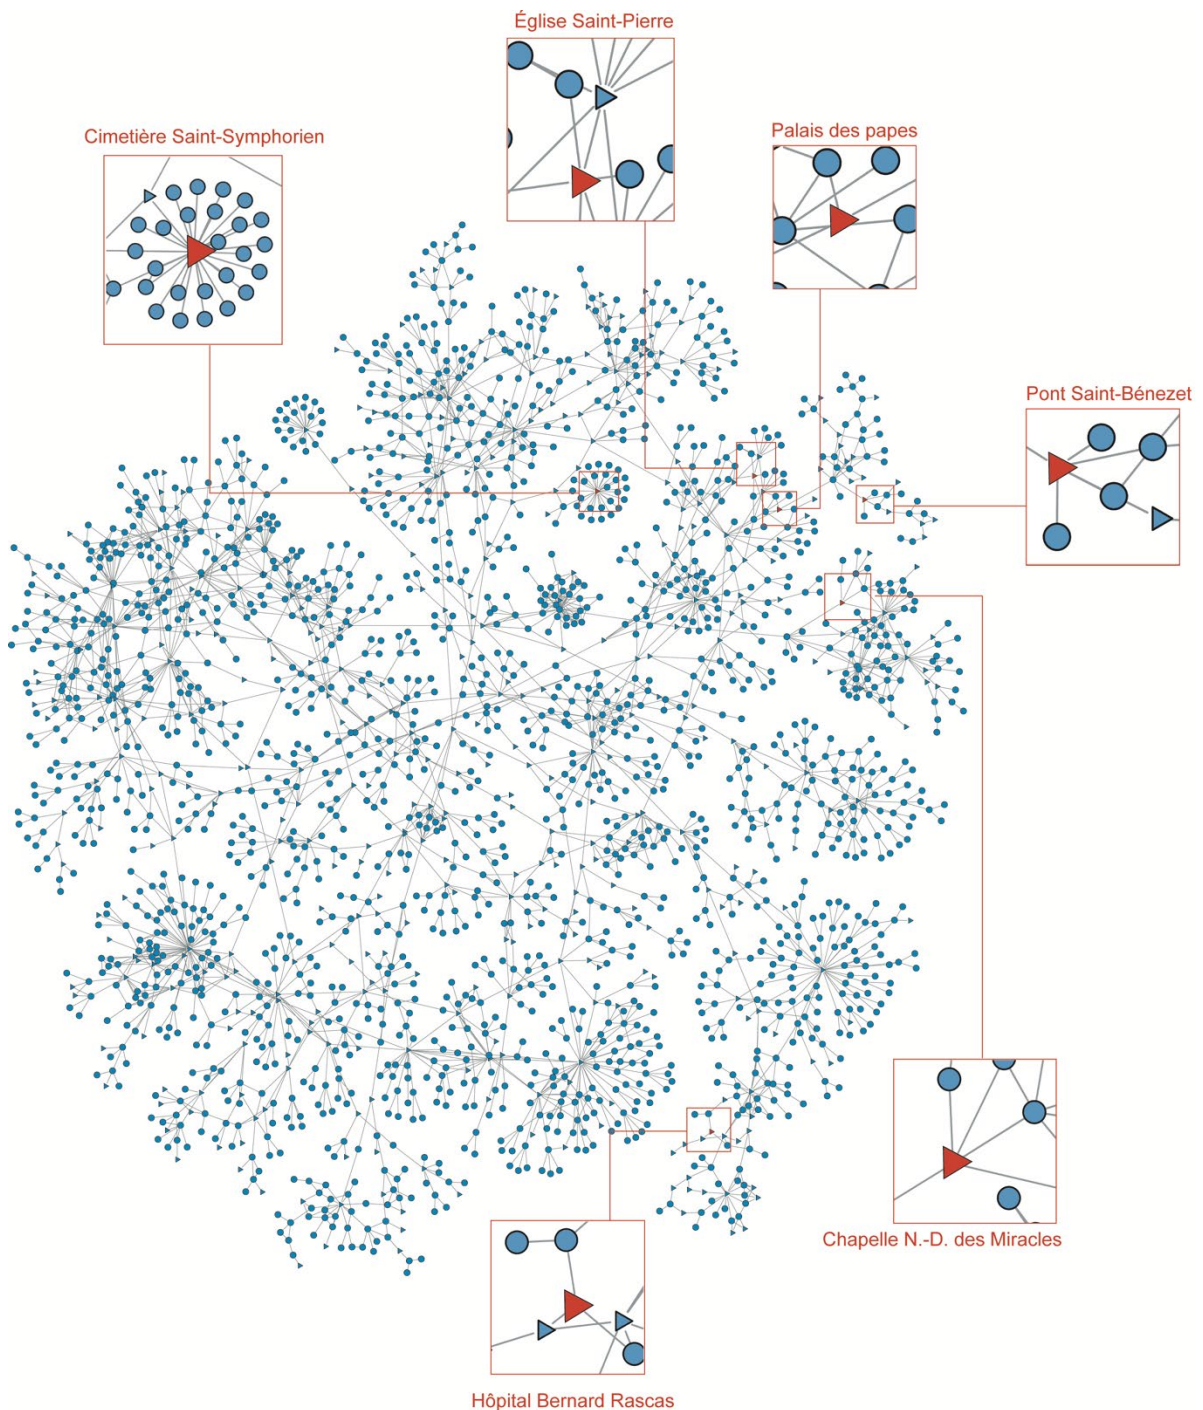 Église Saint-Pierre
Cimetière Saint-Symphorien
Palais des papes
Pont Saint-Bénezet
Chapelle N.-D. des Miracles
Hôpital Bernard Rascas